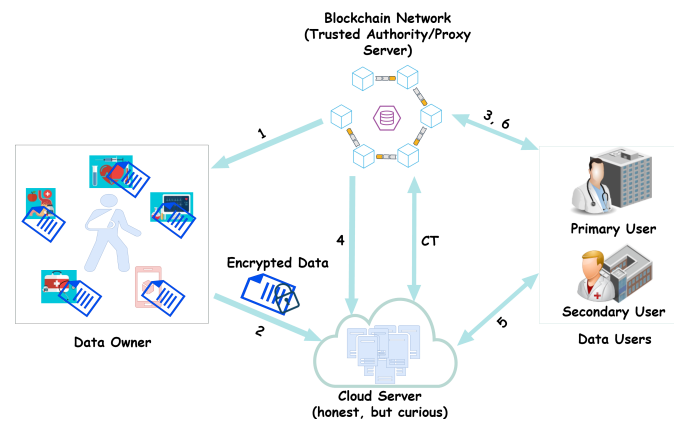 Blockchain Network
(Trusted Authority/Proxy
Server)
1
3, 6
4
CT
Primary User
Encrypted Data
2
5
Secondary User
Data Owner
Data Users
Cloud Server
(honest, but curious)